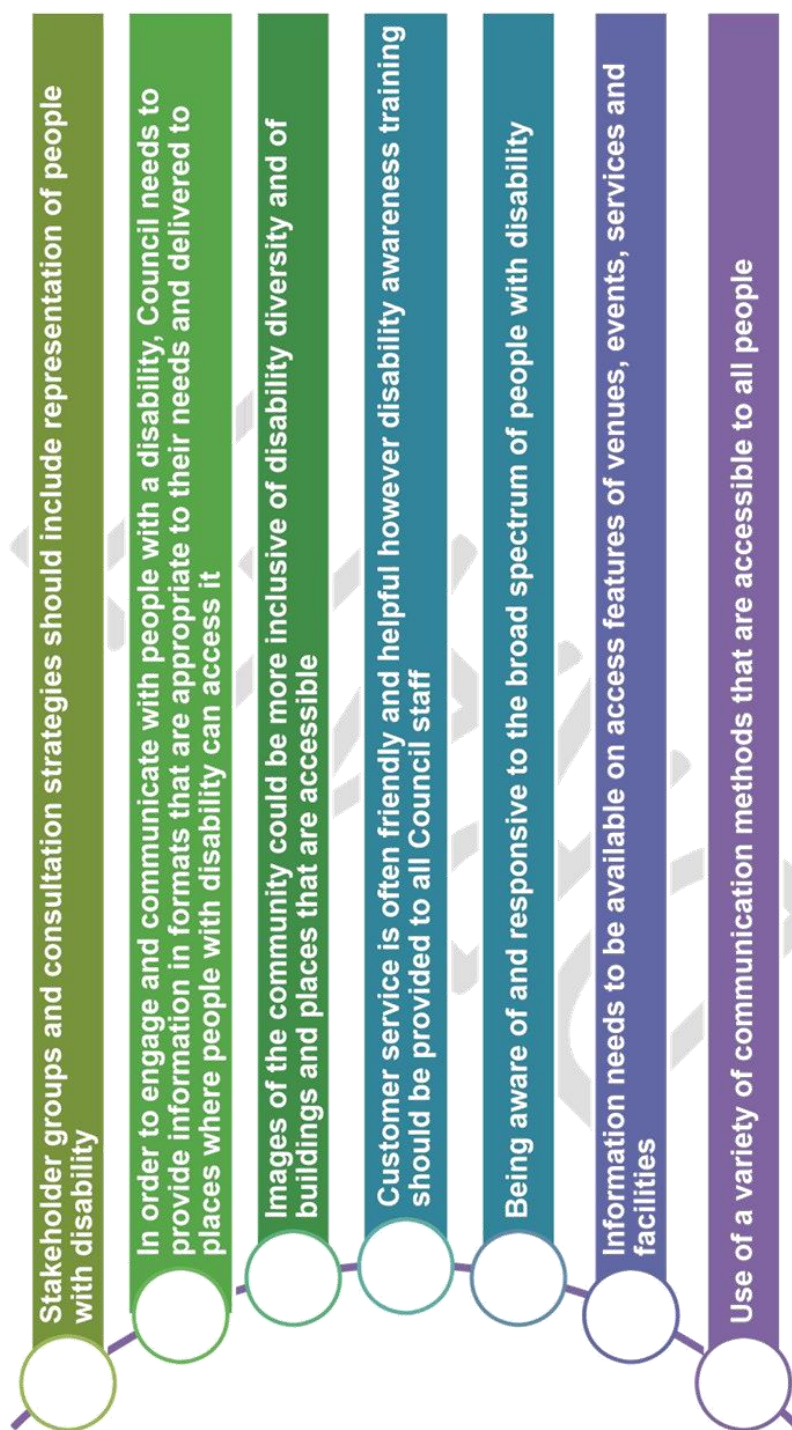 Stakeholder groups and consultation strategies should include representation of people
with disability
In order to engage and communicate with people with a disability, Council needs to
provide information in formats that are appropriate to their needs and delivered to
places where people with disability can access it
Images of the community could be more inclusive of disability diversity and of
buildings and places that are accessible
Customer service is often friendly and helpful however disability awareness training
should be provided to all Council staff
Being aware of and responsive to the broad spectrum of people with disability
Information needs to be available on access features of venues, events, services and
facilities
Use of a variety of communication methods that are accessible to all people